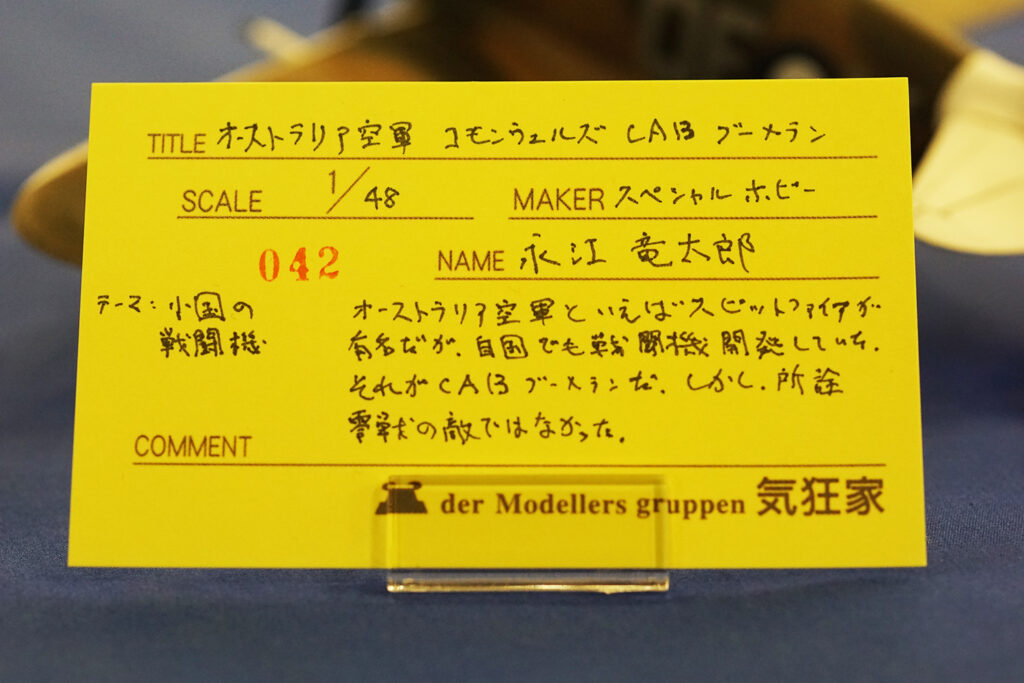 TITLE オーストラリア空軍 コモンウェルズ CA13 ブーメラン
SCALE 1/48 MAKER スペシャルホビー
042 NAME 永江 竜太郎
テーマ:小国の
戦闘機
オーストラリア空軍といえばスピットファイアが
有名だが、自国でも戦闘機開発していた。
それがCA13ブーメランだ。しかし、所詮
零戦の敵ではなかった。
COMMENT
der Modellers gruppen 気狂家